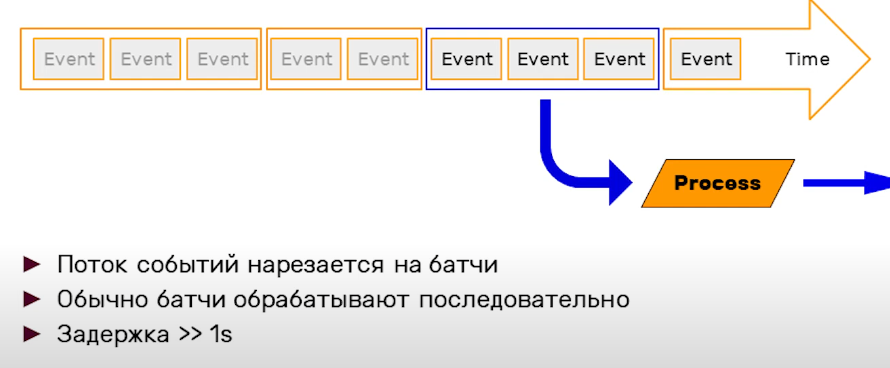 Event Event Event Event Event Event Event Event Event Time
Process
Поток событий нарезается на батчи
Обычно батчи обрабатывают последовательно
Задержка >> 1s